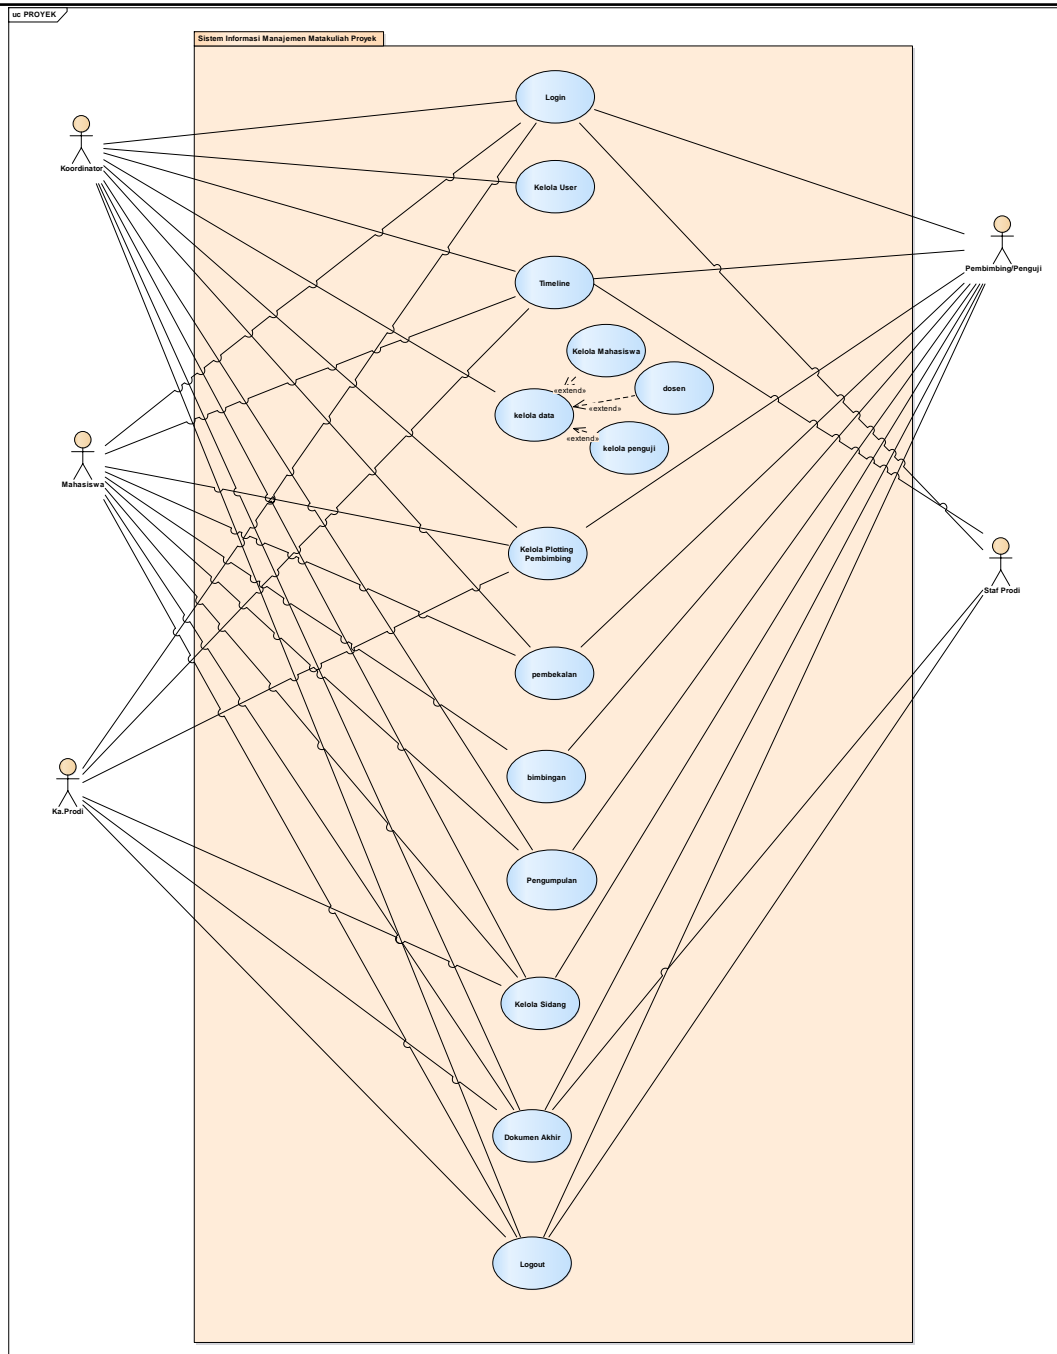 uc PROYEK
Sistem Informasi Manajemen Matakuliah Proyek
Login
Koordinator
Kelola User
Pembimbing/Penguji
Timeline
Kelola Mahasiswa
«extend»
dosen
«extend»
kelola data
«extend»
kelola penguji
Mahasiswa
Kelola Plotting
Pembimbing
Staf Prodi
pembekalan
bimbingan
Ka.Prodi
Pengumpulan
Kelola Sidang
Dokumen Akhir
Logout